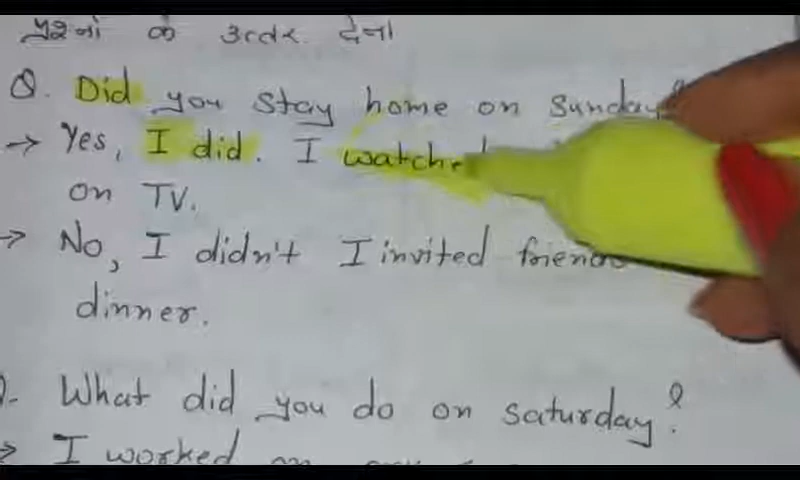 प्रश्नों के उत्तर देना
Q. Did you stay home on sunday?
→ Yes, I did. I watched
on TV.
→ No, I didn't I invited friends
dinner.
Q. What did you do on saturday?
→ I worked on